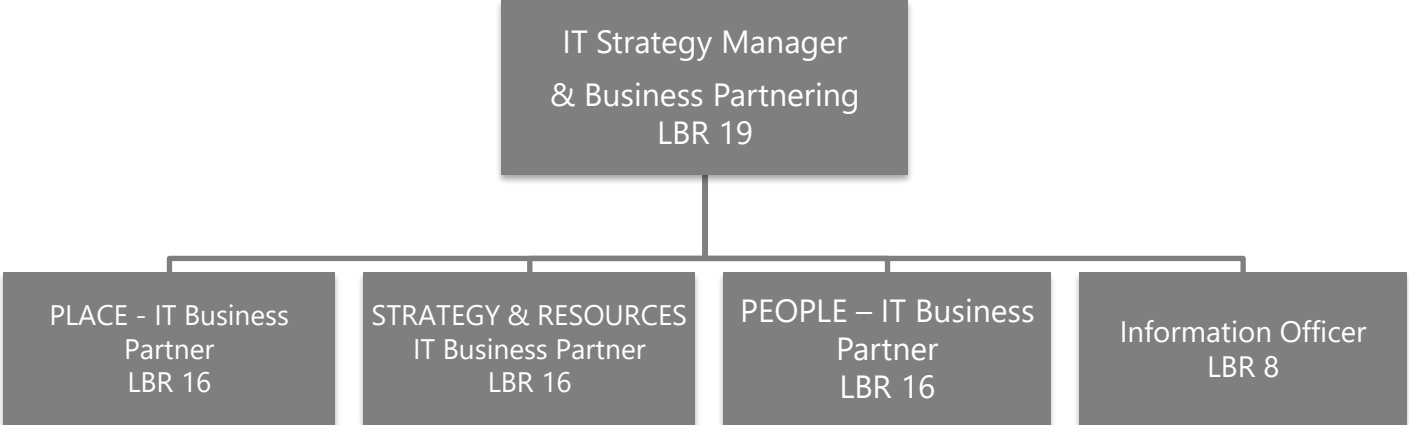 IT Strategy Manager
& Business Partnering
LBR 19
PLACE - IT Business
Partner
LBR 16
STRATEGY & RESOURCES
IT Business Partner
LBR 16
PEOPLE – IT Business
Partner
LBR 16
Information Officer
LBR 8